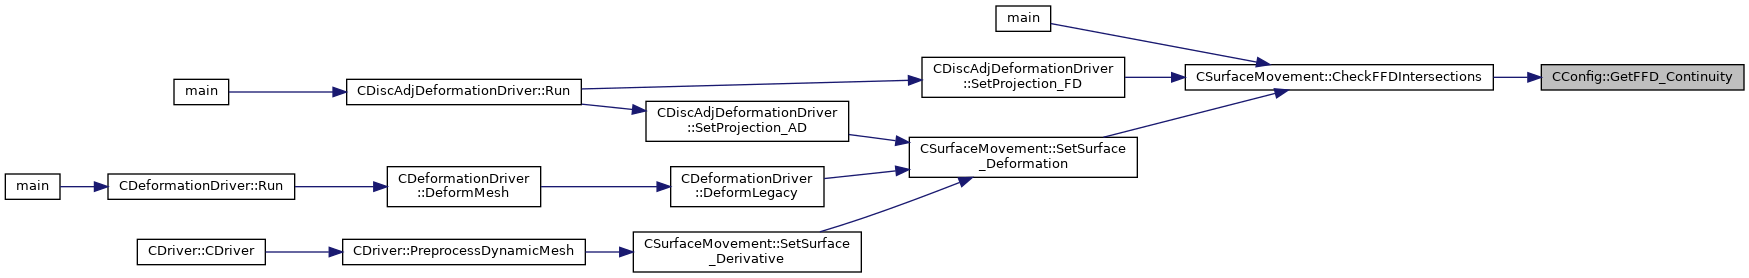 main
CDiscAdjDeformationDriver
::SetProjection_FD
CSurfaceMovement::CheckFFDIntersections
CConfig::GetFFD_Continuity
main
CDiscAdjDeformationDriver::Run
CDiscAdjDeformationDriver
::SetProjection_AD
CSurfaceMovement::SetSurface
_Deformation
main
CDeformationDriver::Run
CDeformationDriver
::DeformMesh
CDeformationDriver
::DeformLegacy
CDriver::CDriver
CDriver::PreprocessDynamicMesh
CSurfaceMovement::SetSurface
_Derivative